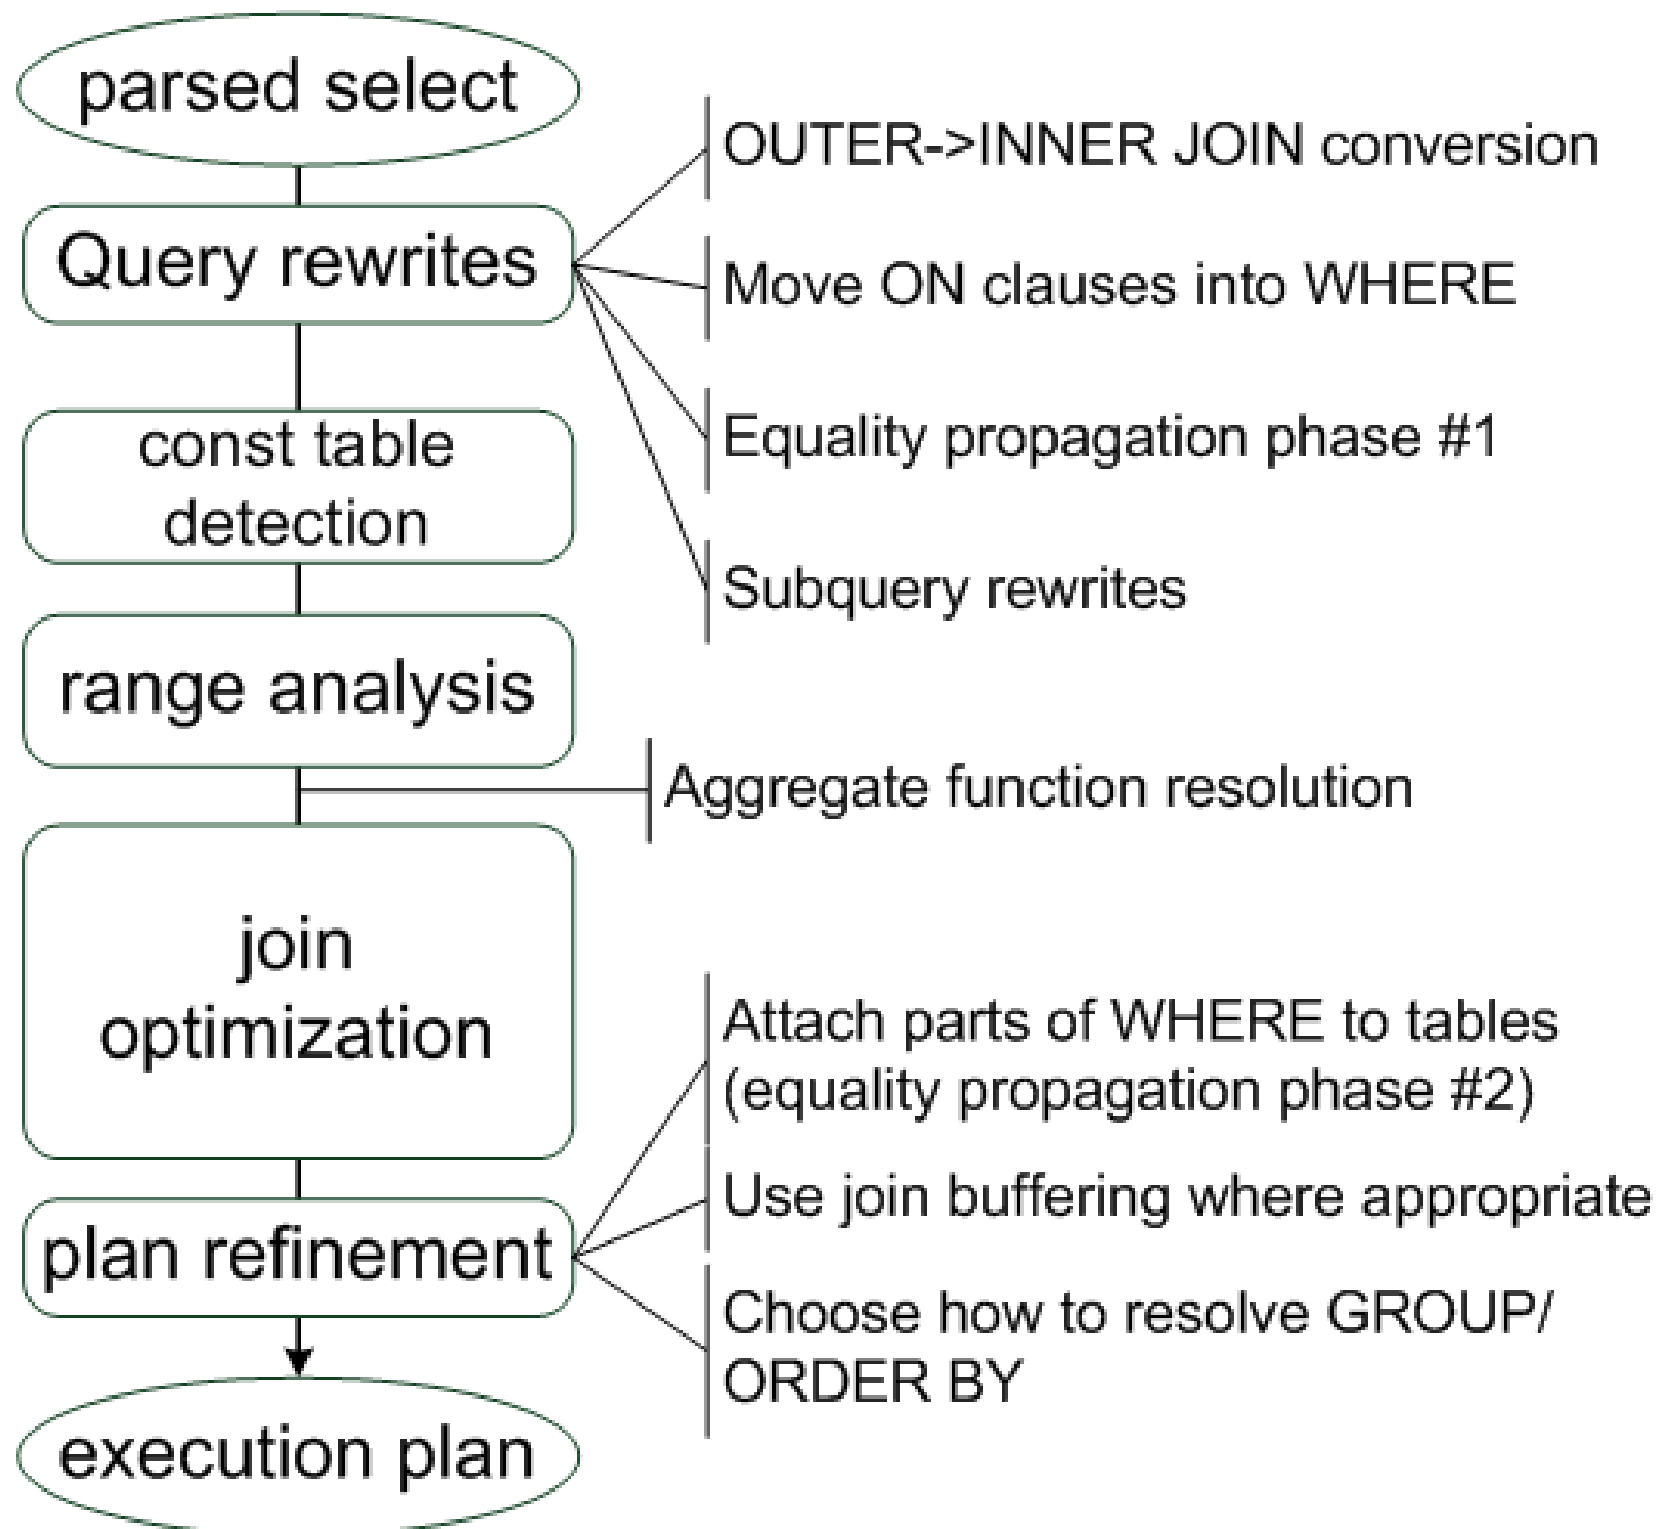 parsed select
OUTER->INNER JOIN conversion
Query rewrites
Move ON clauses into WHERE
const table
detection
Equality propagation phase #1
Subquery rewrites
range analysis
Aggregate function resolution
join
optimization
Attach parts of WHERE to tables
(equality propagation phase #2)
Use join buffering where appropriate
plan refinement
Choose how to resolve GROUP/
ORDER BY
execution plan